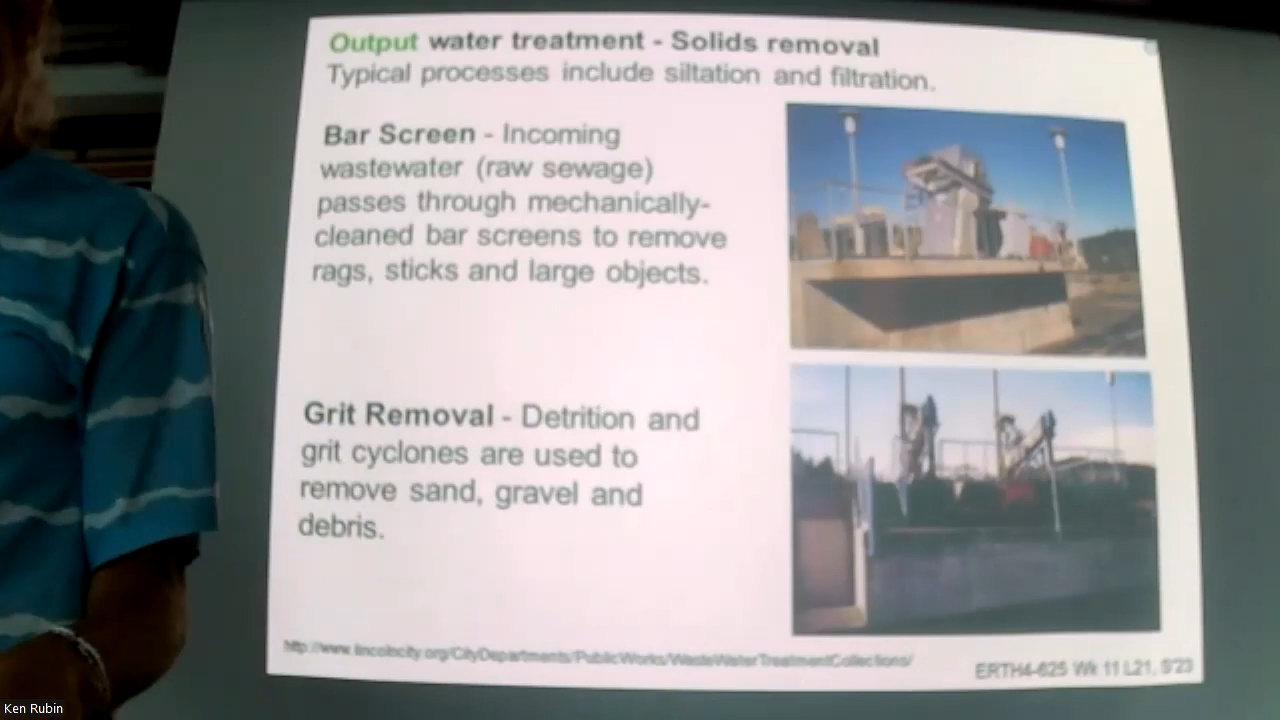 Output water treatment - Solids removal
Typical processes include siltation and filtration.
Bar Screen - Incoming
wastewater (raw sewage)
passes through mechanically-
cleaned bar screens to remove
rags, sticks and large objects.
Grit Removal - Detrition and
grit cyclones are used to
remove sand, gravel and
debris.
http://www.lincolncity.org/CityDepartments/PublicWorks/WasteWaterTreatmentCollections/
ERTH4-625 Wk 11 L21, S'23
Ken Rubin